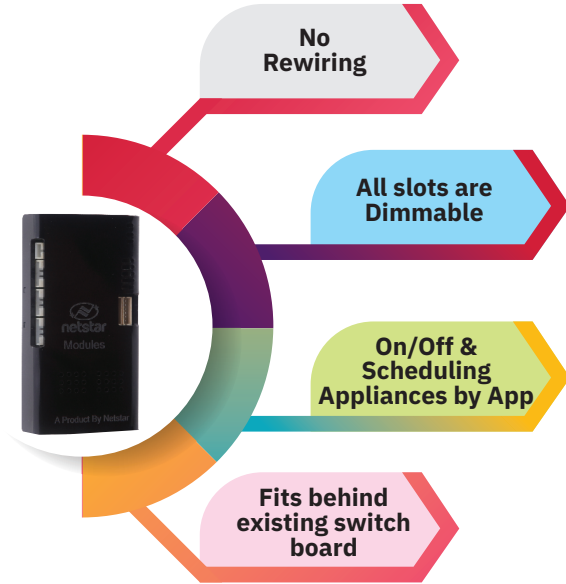 No
Rewiring
All slots are
Dimmable
netstar
Modules
On/Off &
Scheduling
Appliances by App
A Product By Netstar
Fits behind
existing switch
board